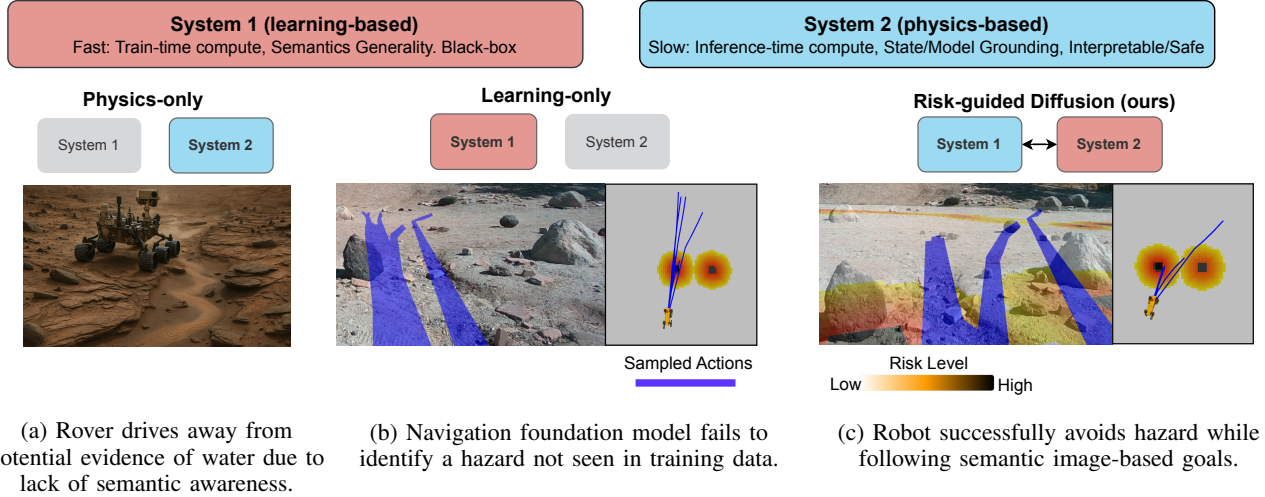 System 1 (learning-based)
Fast: Train-time compute, Semantics Generality. Black-box
System 2 (physics-based)
Slow: Inference-time compute, State/Model Grounding, Interpretable/Safe
Physics-only
System 1
System 2
Learning-only
System 1
System 2
Risk-guided Diffusion (ours)
System 1
System 2
Sampled Actions
Risk Level
Low
High
(a) Rover drives away from
otential evidence of water due to
lack of semantic awareness.
(b) Navigation foundation model fails to
identify a hazard not seen in training data.
(c) Robot successfully avoids hazard while
following semantic image-based goals.